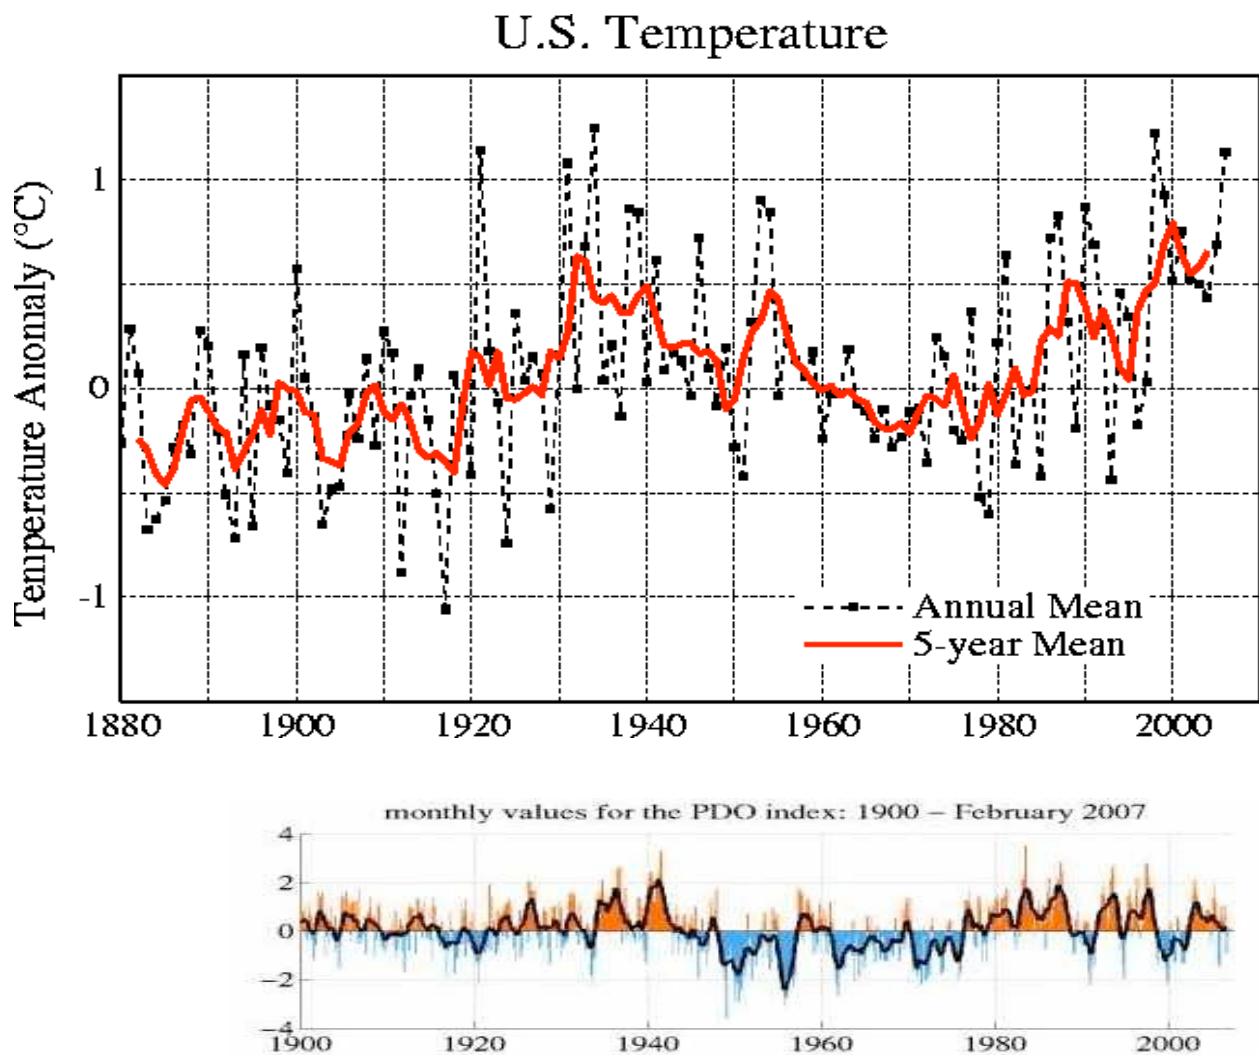 U.S. Temperature
Temperature Anomaly (°C)
1
0
-1
Annual Mean
5-year Mean
1880 1900 1920 1940 1960 1980 2000
monthly values for the PDO index: 1900 – February 2007
4
2
0
−2
−4
1900 1920 1940 1960 1980 2000